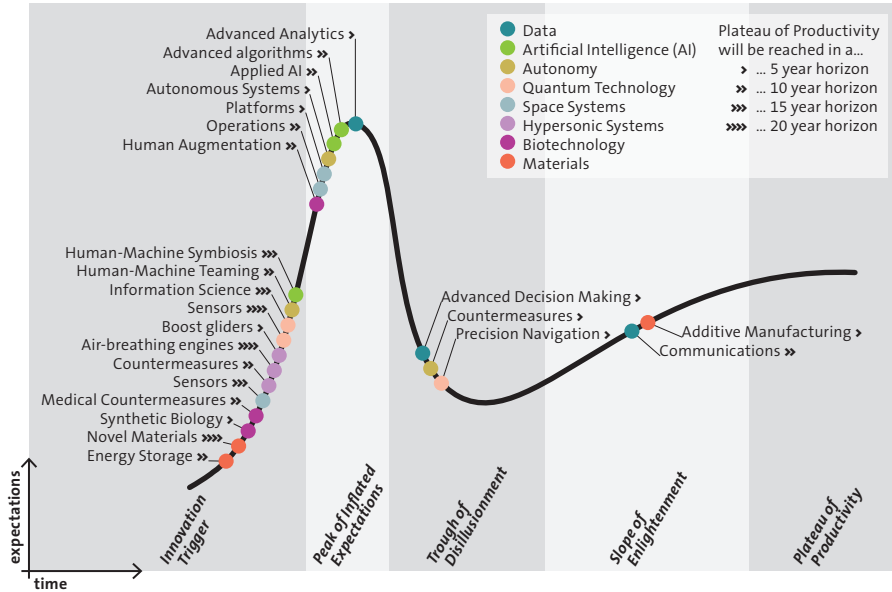 Advanced Analytics ›
Advanced algorithms ››
Applied AI ››
Autonomous Systems ›
Platforms ›
Operations ››
Human Augmentation ››
Human-Machine Symbiosis ›››
Human-Machine Teaming ››
Information Science ›››
Sensors ››››
Boost gliders ›
Air-breathing engines ››››
Countermeasures ››
Sensors ›››
Medical Countermeasures ››
Synthetic Biology ›
Novel Materials ››››
Energy Storage ››
Advanced Decision Making ›
Countermeasures ›
Precision Navigation ›
Additive Manufacturing ›
Communications ››
Data
Artificial Intelligence (AI)
Autonomy
Quantum Technology
Space Systems
Hypersonic Systems
Biotechnology
Materials
Plateau of Productivity
will be reached in a...
› ... 5 year horizon
›› ... 10 year horizon
››› ... 15 year horizon
›››› ... 20 year horizon
expectations
time
Innovation
Trigger
Peak of Inflated
Expectations
Trough of
Disillusionment
Slope of
Enlightenment
Plateau of
Productivity